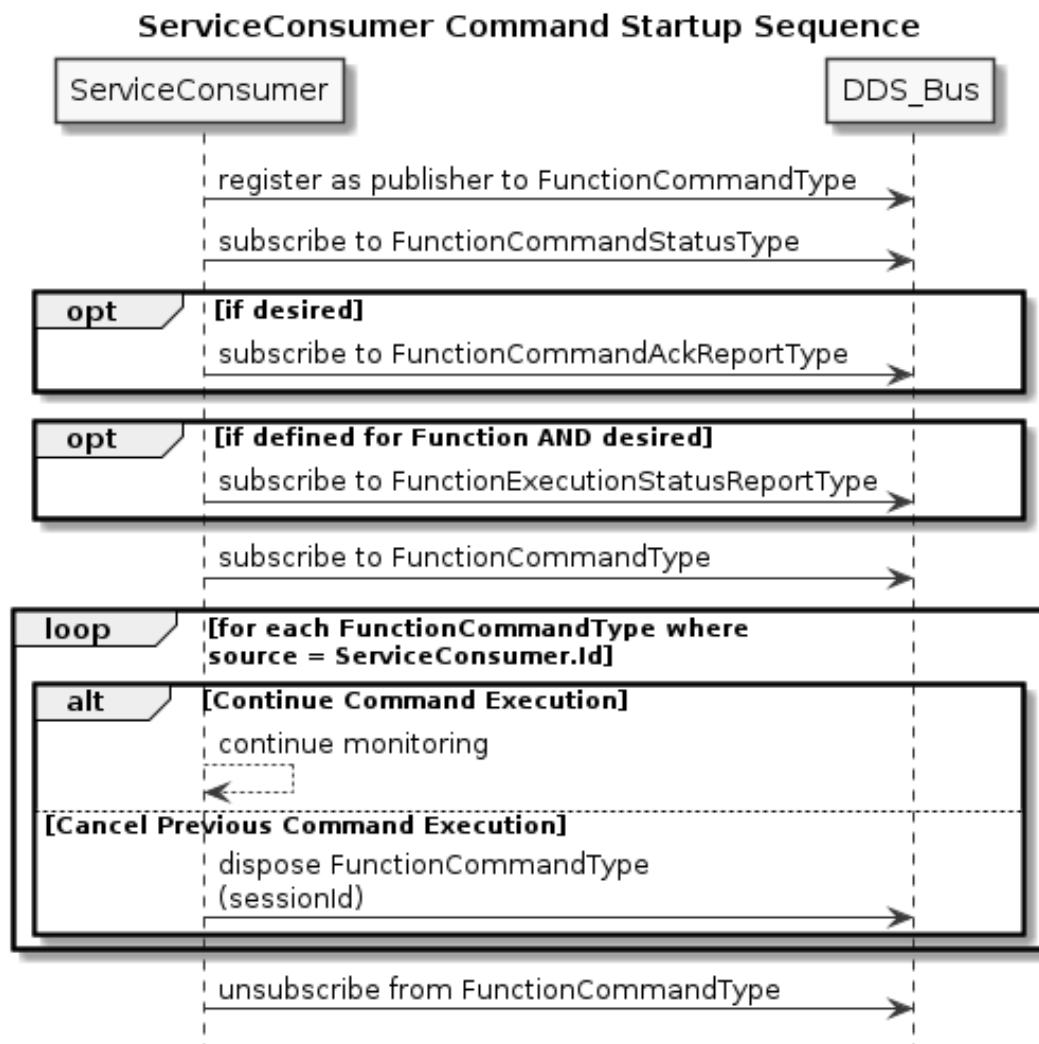 ServiceConsumer Command Startup Sequence
ServiceConsumer
DDS_Bus
register as publisher to FunctionCommandType
subscribe to FunctionCommandStatusType
opt
[if desired]
subscribe to FunctionCommandAckReportType
opt
[if defined for Function AND desired]
subscribe to FunctionExecutionStatusReportType
subscribe to FunctionCommandType
loop
[for each FunctionCommandType where
source = ServiceConsumer.Id]
alt
[Continue Command Execution]
continue monitoring
[Cancel Previous Command Execution]
dispose FunctionCommandType
(sessionId)
unsubscribe from FunctionCommandType